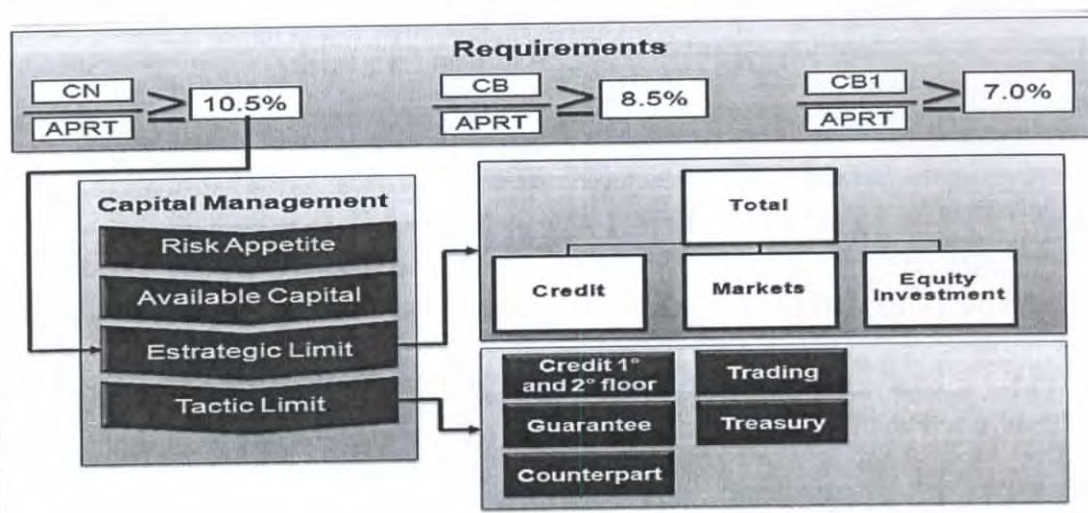 Requirements
CN
APRT
≥
10.5%
CB
APRT
≥
8.5%
CB1
APRT
≥
7.0%
Capital Management
Risk Appetite
Available Capital
Estrategic Limit
Tactic Limit
Total
Credit
Markets
Equity
Investment
Credit 1°
and 2° floor
Guarantee
Counterpart
Trading
Treasury